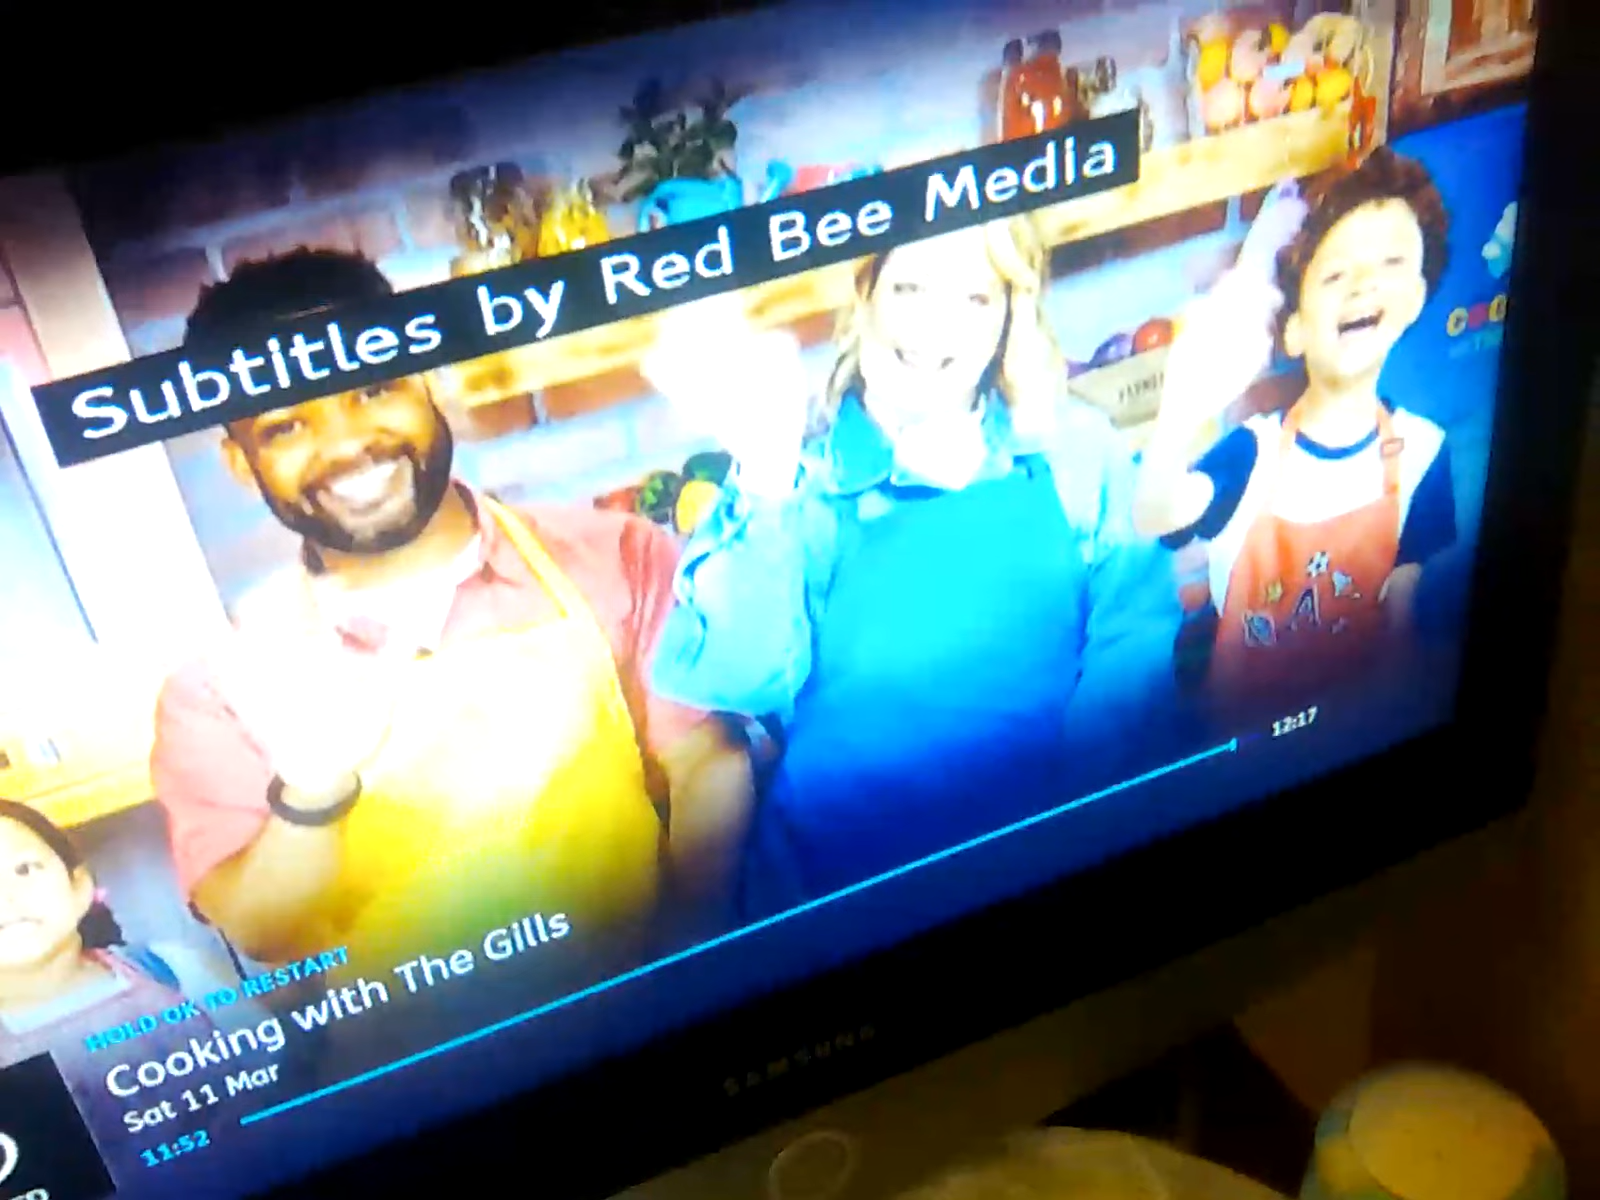 Subtitles by Red Bee Media
12:17
HOLD OK TO RESTART
Cooking with The Gills
Sat 11 Mar
11:52
SAMSUNG